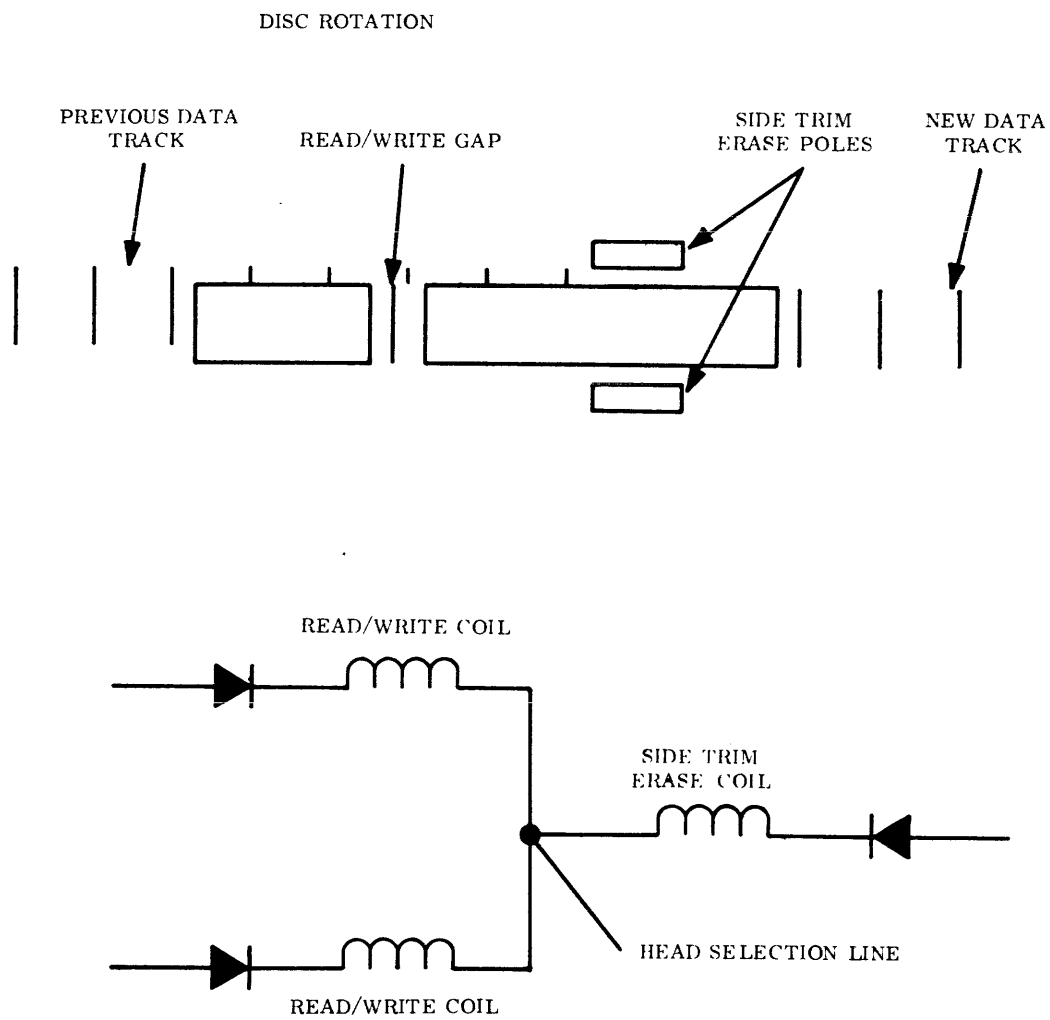 DISC ROTATION
PREVIOUS DATA
TRACK
READ/WRITE GAP
SIDE TRIM
ERASE POLES
NEW DATA
TRACK
READ/WRITE COIL
SIDE TRIM
ERASE COIL
HEAD SELECTION LINE
READ/WRITE COIL